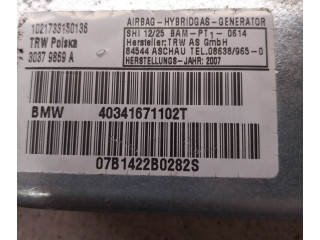 1021733190136
TRW Polska
3037 9859 A
AIRBAG-HYBRIDGAS-GENERATOR
SHI 12/25 BAM-PT1-0614
Hersteller:TRW AS GmbH
84544 ASCHAU TEL.08638/965-0
HERSTELLUNGS-JAHR: 2007
BMW 40341671102T
07B1422B0282S